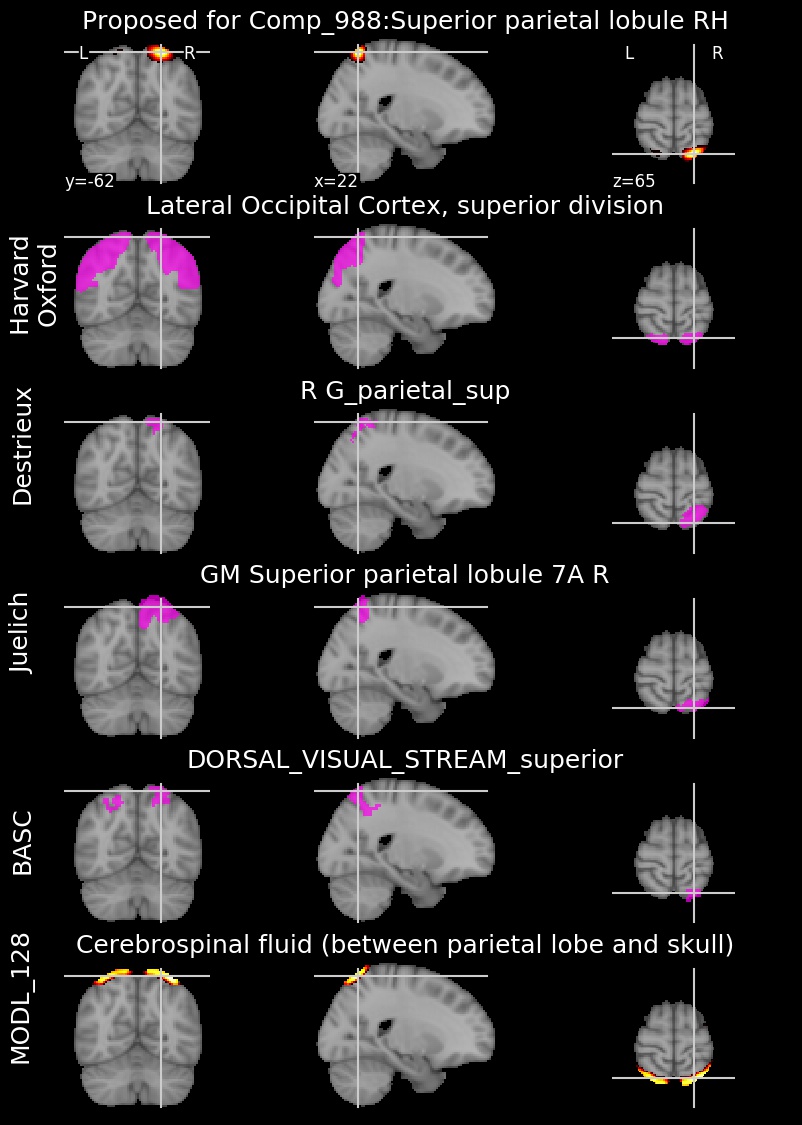 Proposed for Comp_988:Superior parietal lobule RH
L R
L R
y=-62
x=22
z=65
Lateral Occipital Cortex, superior division
Harvard
Oxford
R G_parietal_sup
Destrieux
GM Superior parietal lobule 7A R
Juelich
DORSAL_VISUAL_STREAM_superior
BASC
Cerebrospinal fluid (between parietal lobe and skull)
MODL_128